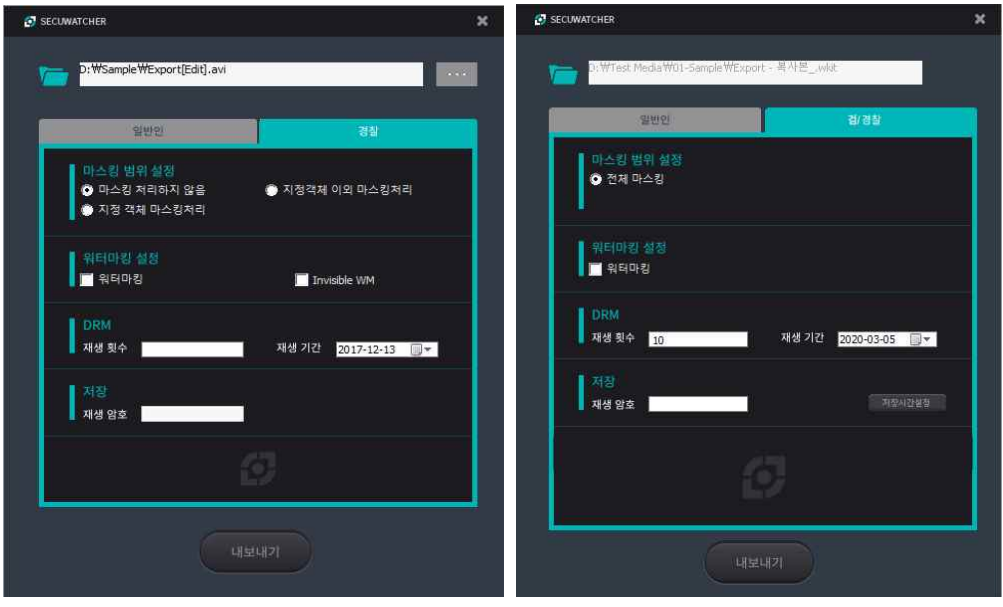 SECUWATCHER
D:₩Sample₩Export[Edit].avi
...
일반인 경찰
마스킹 범위 설정
마스킹 처리하지 않음 지정객체 이외 마스킹처리
지정 객체 마스킹처리
워터마킹 설정
워터마킹 Invisible WM
DRM
재생 횟수 재생 기간 2017-12-13
저장
재생 암호
내보내기
SECUWATCHER
D:₩Test Media₩01-Sample₩Export - 복사본_.wkit
일반인 검/경찰
마스킹 범위 설정
전체 마스킹
워터마킹 설정
워터마킹
DRM
재생 횟수 10 재생 기간 2020-03-05
저장
재생 암호 저장시간설정
내보내기